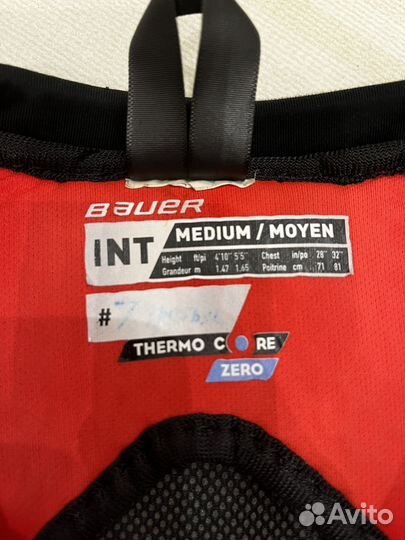 BAUER
INT MEDIUM / MOYEN
Height ft/pi 4'10" 5'5" Chest in/po 28" 32"
Grandeur m 1.47 1.65 Poitrine cm 71 81
# 7
THERMO CORE
ZERO
Avito